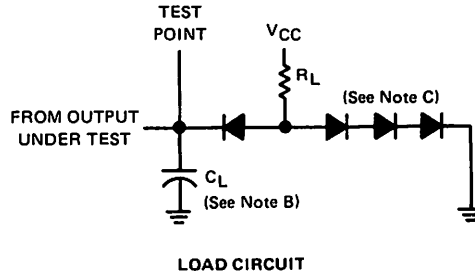 TEST
POINT
VCC
RL
(See Note C)
FROM OUTPUT
UNDER TEST
CL
(See Note B)
LOAD CIRCUIT